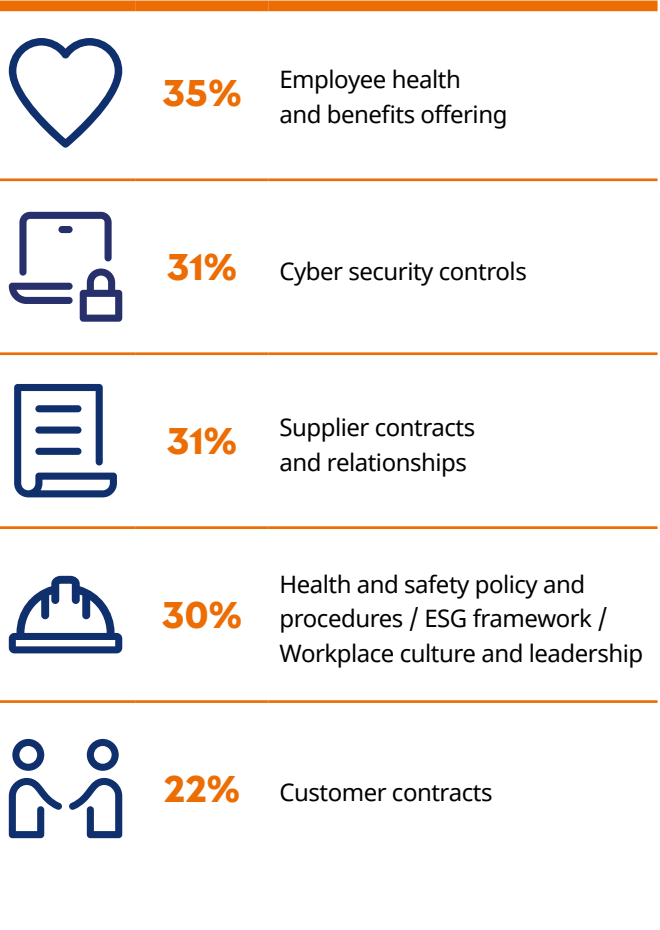 35%
Employee health
and benefits offering
31%
Cyber security controls
31%
Supplier contracts
and relationships
30%
Health and safety policy and
procedures / ESG framework /
Workplace culture and leadership
22%
Customer contracts